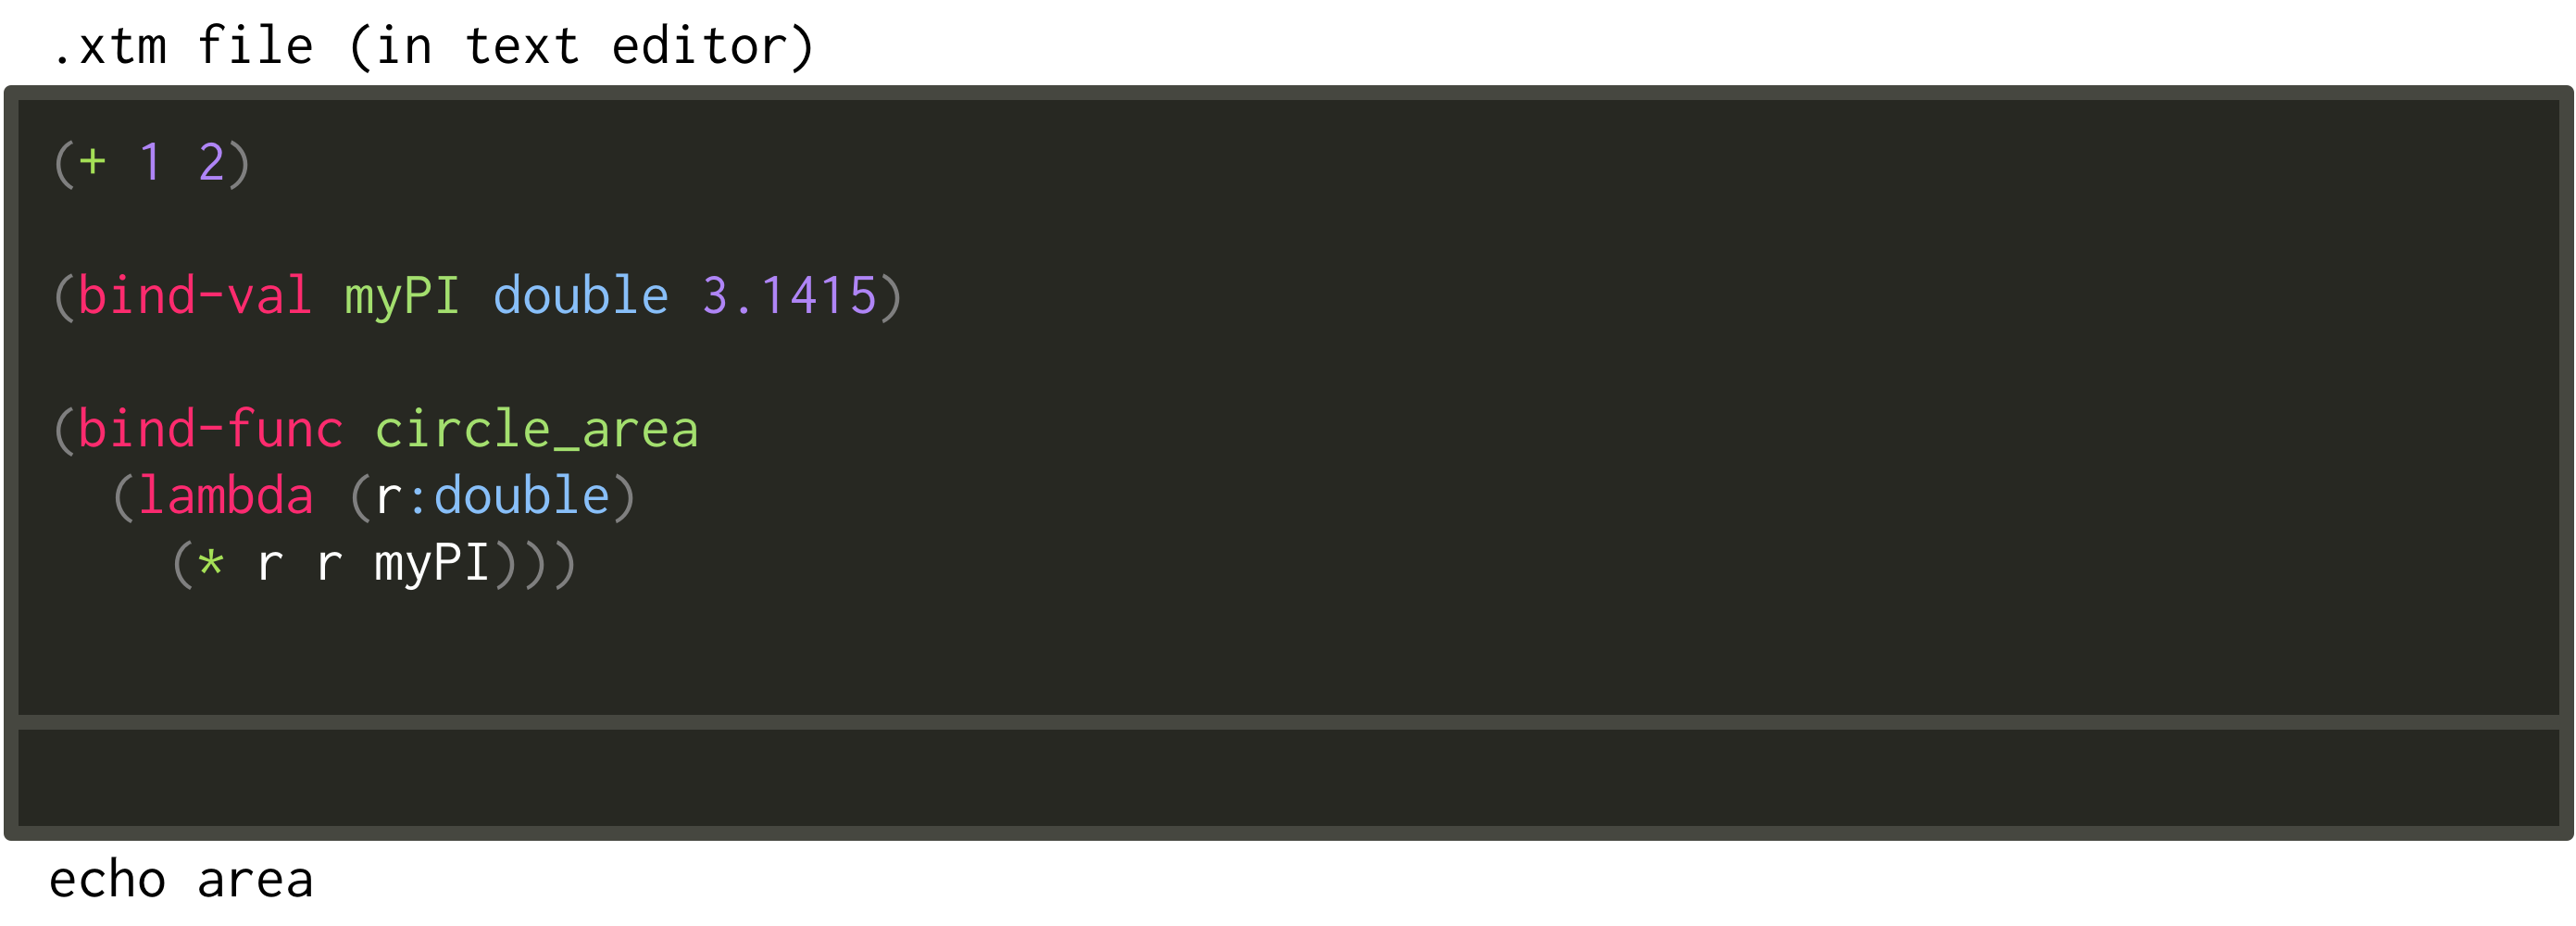 .xtm file (in text editor)
(+ 1 2)
(bind-val myPI double 3.1415)
(bind-func circle_area
  (lambda (r:double)
    (* r r myPI)))
echo area